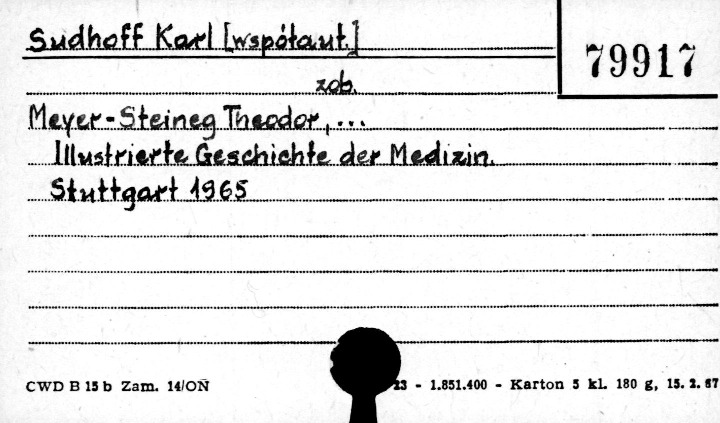 Sudhoff Karl [współaut.]
79917
zob.
Meyer-Steineg Theodor, ...
Illustrierte Geschichte der Medizin.
Stuttgart 1965
CWD B 15 b Zam. 14/OŃ
23 - 1.851.400 - Karton 5 kl. 180 g, 15. 2. 67